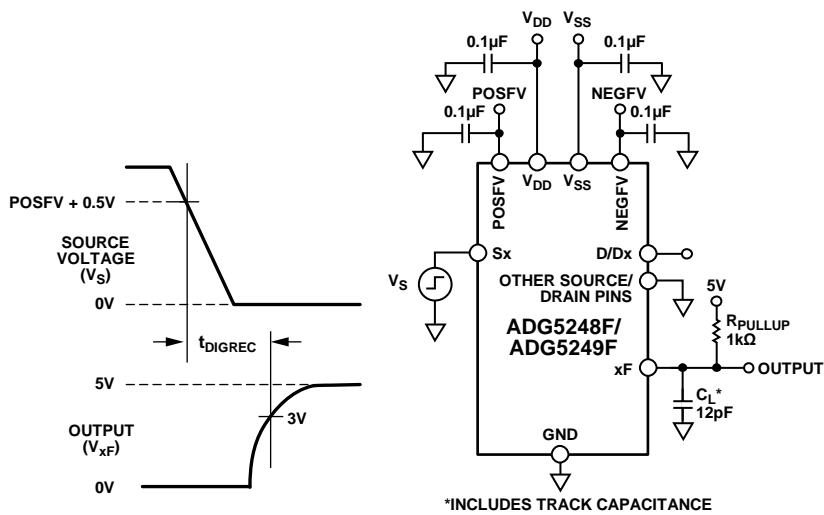 POSFV + 0.5V
SOURCE
VOLTAGE
(VS)
0V
tDIGREC
5V
OUTPUT
(VxF)
3V
0V
VDD
VSS
0.1µF
0.1µF
POSFV
NEGFV
0.1µF
0.1µF
POSFV
VDD
VSS
NEGFV
Sx
D/Dx
VS
OTHER SOURCE/
DRAIN PINS
5V
RPULLUP
1kΩ
ADG5248F/
ADG5249F
xF
OUTPUT
CL*
12pF
GND
*INCLUDES TRACK CAPACITANCE